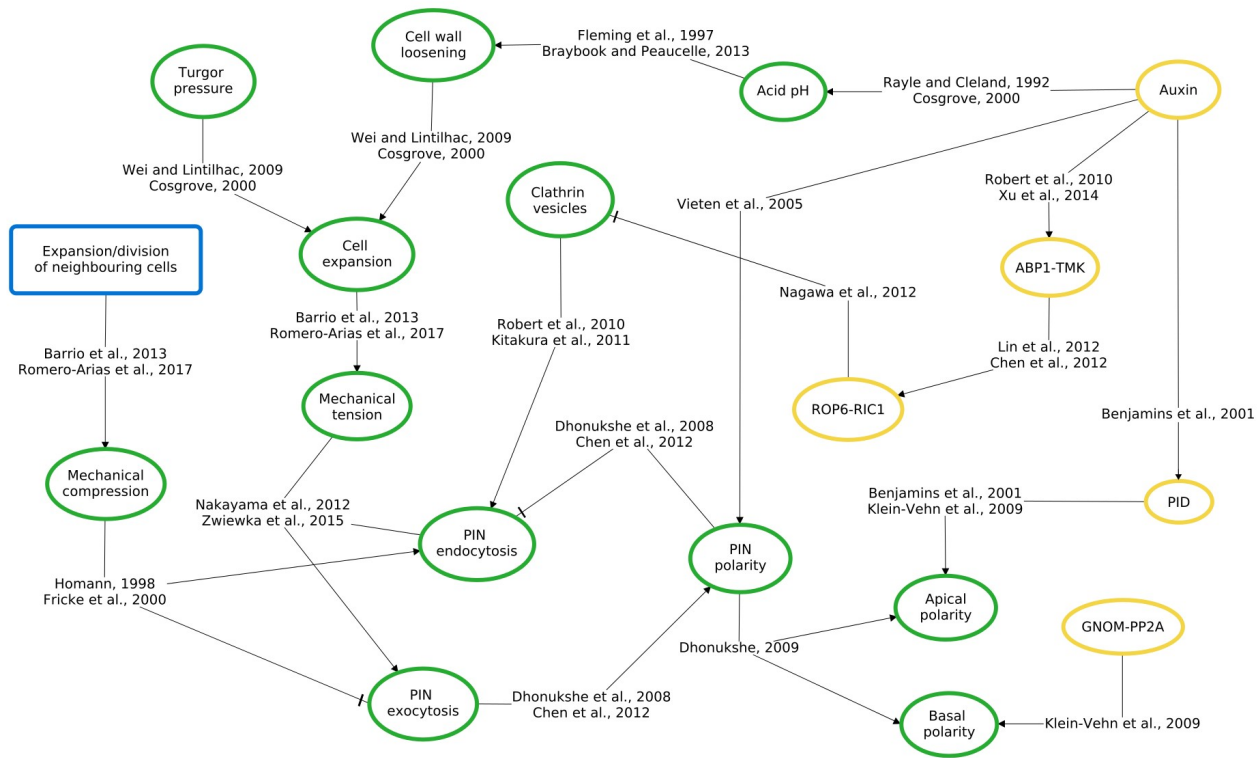 Cell wall
loosening
Fleming et al., 1997
Braybook and Peaucelle, 2013
Turgor
pressure
Acid pH
Rayle and Cleland, 1992
Cosgrove, 2000
Auxin
Wei and Lintilhac, 2009
Cosgrove, 2000
Wei and Lintilhac, 2009
Cosgrove, 2000
Clathrin
vesicles
Vieten et al., 2005
Robert et al., 2010
Xu et al., 2014
Expansion/division
of neighbouring cells
Cell
expansion
ABP1-TMK
Nagawa et al., 2012
Barrio et al., 2013
Romero-Arias et al., 2017
Robert et al., 2010
Kitakura et al., 2011
Barrio et al., 2013
Romero-Arias et al., 2017
Lin et al., 2012
Chen et al., 2012
Mechanical
tension
ROP6-RIC1
Benjamins et al., 2001
Dhonukshe et al., 2008
Chen et al., 2012
Mechanical
compression
Nakayama et al., 2012
Zwiewka et al., 2015
Benjamins et al., 2001
Klein-Vehn et al., 2009
PID
PIN
endocytosis
PIN
polarity
Homann, 1998
Fricke et al., 2000
Apical
polarity
GNOM-PP2A
Dhonukshe, 2009
PIN
exocytosis
Dhonukshe et al., 2008
Chen et al., 2012
Basal
polarity
Klein-Vehn et al., 2009